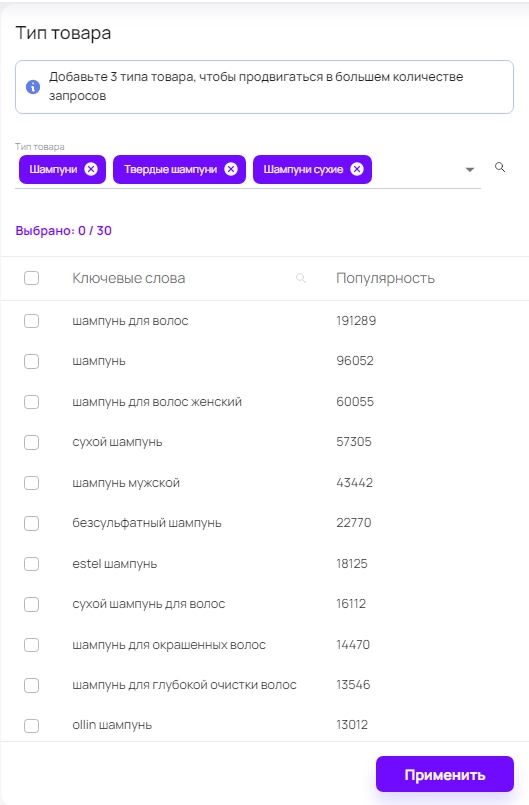 Тип товара
Добавьте 3 типа товара, чтобы продвигаться в большем количестве
запросов
Тип товара
Шампуни Твердые шампуни Шампуни сухие
Выбрано: 0 / 30
Ключевые слова Популярность
шампунь для волос 191289
шампунь 96052
шампунь для волос женский 60055
сухой шампунь 57305
шампунь мужской 43442
безсульфатный шампунь 22770
estel шампунь 18125
сухой шампунь для волос 16112
шампунь для окрашенных волос 14470
шампунь для глубокой очистки волос 13546
ollin шампунь 13012
Применить